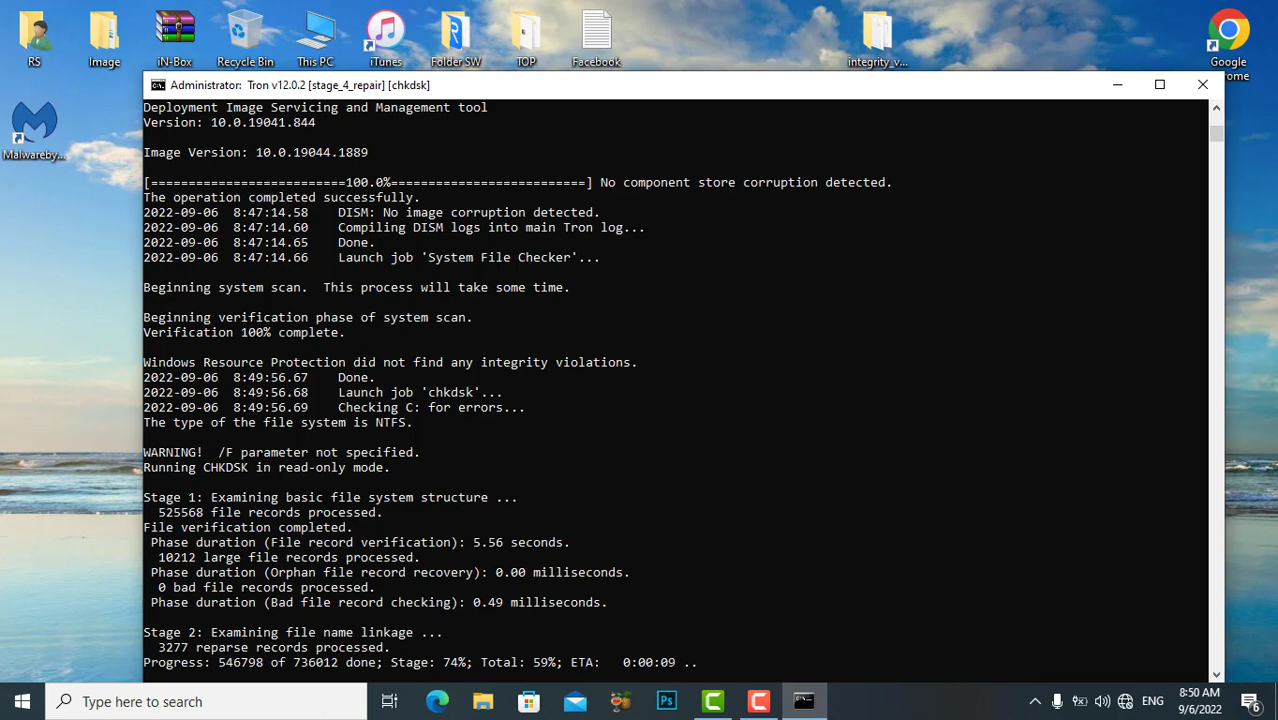 RS
Image
iN-Box
Recycle Bin
This PC
iTunes
Folder SW
TOP
Facebook
integrity_v...
Google
ome
Malwareby...
Administrator: Tron v12.0.2 [stage_4_repair] [chkdsk]
Deployment Image Servicing and Management tool
Version: 10.0.19041.844
Image Version: 10.0.19044.1889
[==========================100.0%==========================] No component store corruption detected.
The operation completed successfully.
2022-09-06 8:47:14.58 DISM: No image corruption detected.
2022-09-06 8:47:14.60 Compiling DISM logs into main Tron log...
2022-09-06 8:47:14.65 Done.
2022-09-06 8:47:14.66 Launch job 'System File Checker'...
Beginning system scan. This process will take some time.
Beginning verification phase of system scan.
Verification 100% complete.
Windows Resource Protection did not find any integrity violations.
2022-09-06 8:49:56.67 Done.
2022-09-06 8:49:56.68 Launch job 'chkdsk'...
2022-09-06 8:49:56.69 Checking C: for errors...
The type of the file system is NTFS.
WARNING! /F parameter not specified.
Running CHKDSK in read-only mode.
Stage 1: Examining basic file system structure ...
525568 file records processed.
File verification completed.
Phase duration (File record verification): 5.56 seconds.
10212 large file records processed.
Phase duration (Orphan file record recovery): 0.00 milliseconds.
0 bad file records processed.
Phase duration (Bad file record checking): 0.49 milliseconds.
Stage 2: Examining file name linkage ...
3277 reparse records processed.
Progress: 546798 of 736012 done; Stage: 74%; Total: 59%; ETA: 0:00:09 ..
Type here to search
Ps
ENG
8:50 AM
9/6/2022
6